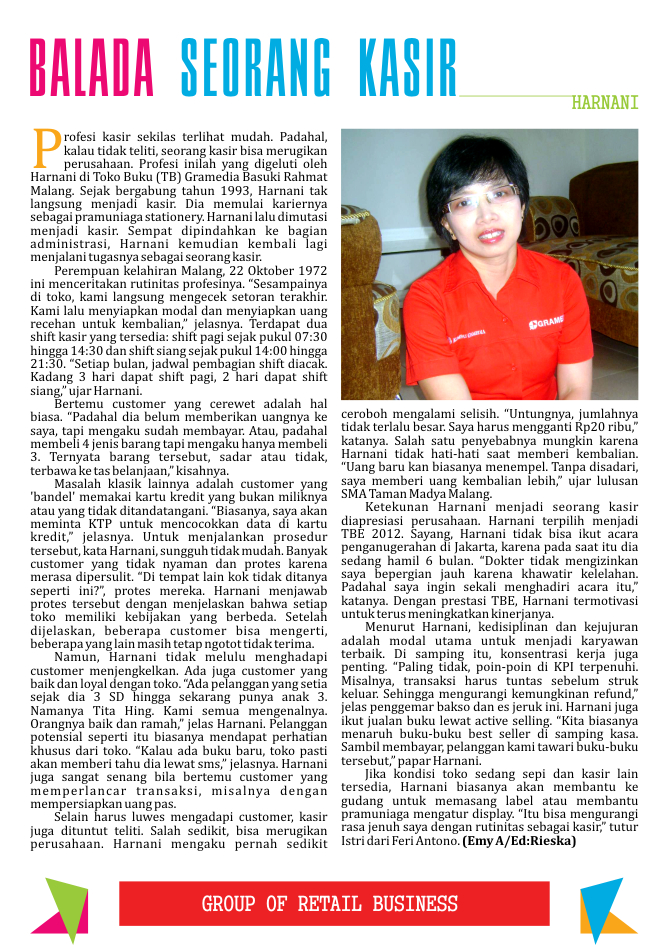 BALADA SEORANG KASIR
HARNANI
Profesi kasir sekilas terlihat mudah. Padahal,
kalau tidak teliti, seorang kasir bisa merugikan
perusahaan. Profesi inilah yang digeluti oleh
Harnani di Toko Buku (TB) Gramedia Basuki Rahmat
Malang. Sejak bergabung tahun 1993, Harnani tak
langsung menjadi kasir. Dia memulai kariernya
sebagai pramuniaga stationery. Harnani lalu dimutasi
menjadi kasir. Sempat dipindahkan ke bagian
administrasi, Harnani kemudian kembali lagi
menjalani tugasnya sebagai seorang kasir.
Perempuan kelahiran Malang, 22 Oktober 1972
ini menceritakan rutinitas profesinya. “Sesampainya
di toko, kami langsung mengecek setoran terakhir.
Kami lalu menyiapkan modal dan menyiapkan uang
recehan untuk kembalian,” jelasnya. Terdapat dua
shift kasir yang tersedia: shift pagi sejak pukul 07:30
hingga 14:30 dan shift siang sejak pukul 14:00 hingga
21:30. “Setiap bulan, jadwal pembagian shift diacak.
Kadang 3 hari dapat shift pagi, 2 hari dapat shift
siang,” ujar Harnani.
Bertemu customer yang cerewet adalah hal
biasa. “Padahal dia belum memberikan uangnya ke
saya, tapi mengaku sudah membayar. Atau, padahal
membeli 4 jenis barang tapi mengaku hanya membeli
3. Ternyata barang tersebut, sadar atau tidak,
terbawa ke tas belanjaan,” kisahnya.
Masalah klasik lainnya adalah customer yang
'bandel' memakai kartu kredit yang bukan miliknya
atau yang tidak ditandatangani. “Biasanya, saya akan
meminta KTP untuk mencocokkan data di kartu
kredit,” jelasnya. Untuk menjalankan prosedur
tersebut, kata Harnani, sungguh tidak mudah. Banyak
customer yang tidak nyaman dan protes karena
merasa dipersulit. “Di tempat lain kok tidak ditanya
seperti ini?”, protes mereka. Harnani menjawab
protes tersebut dengan menjelaskan bahwa setiap
toko memiliki kebijakan yang berbeda. Setelah
dijelaskan, beberapa customer bisa mengerti,
beberapa yang lain masih tetap ngotot tidak terima.
Namun, Harnani tidak melulu menghadapi
customer menjengkelkan. Ada juga customer yang
baik dan loyal dengan toko. “Ada pelanggan yang setia
sejak dia 3 SD hingga sekarang punya anak 3.
Namanya Tita Hing. Kami semua mengenalnya.
Orangnya baik dan ramah,” jelas Harnani. Pelanggan
potensial seperti itu biasanya mendapat perhatian
khusus dari toko. “Kalau ada buku baru, toko pasti
akan memberi tahu dia lewat sms,” jelasnya. Harnani
juga sangat senang bila bertemu customer yang
memperlancar transaksi, misalnya dengan
mempersiapkan uang pas.
Selain harus luwes mengadapi customer, kasir
juga dituntut teliti. Salah sedikit, bisa merugikan
perusahaan. Harnani mengaku pernah sedikit
GRAME
ceroboh mengalami selisih. “Untungnya, jumlahnya
tidak terlalu besar. Saya harus mengganti Rp20 ribu,”
katanya. Salah satu penyebabnya mungkin karena
Harnani tidak hati-hati saat memberi kembalian.
“Uang baru kan biasanya menempel. Tanpa disadari,
saya memberi uang kembalian lebih,” ujar lulusan
SMA Taman Madya Malang.
Ketekunan Harnani menjadi seorang kasir
diapresiasi perusahaan. Harnani terpilih menjadi
TBE 2012. Sayang, Harnani tidak bisa ikut acara
penganugerahan di Jakarta, karena pada saat itu dia
sedang hamil 6 bulan. “Dokter tidak mengizinkan
saya bepergian jauh karena khawatir kelelahan.
Padahal saya ingin sekali menghadiri acara itu,”
katanya. Dengan prestasi TBE, Harnani termotivasi
untuk terus meningkatkan kinerjanya.
Menurut Harnani, kedisiplinan dan kejujuran
adalah modal utama untuk menjadi karyawan
terbaik. Di samping itu, konsentrasi kerja juga
penting. “Paling tidak, poin-poin di KPI terpenuhi.
Misalnya, transaksi harus tuntas sebelum struk
keluar. Sehingga mengurangi kemungkinan refund,”
jelas penggemar bakso dan es jeruk ini. Harnani juga
ikut jualan buku lewat active selling. “Kita biasanya
menaruh buku-buku best seller di samping kasa.
Sambil membayar, pelanggan kami tawari buku-buku
tersebut,” papar Harnani.
Jika kondisi toko sedang sepi dan kasir lain
tersedia, Harnani biasanya akan membantu ke
gudang untuk memasang label atau membantu
pramuniaga mengatur display. “Itu bisa mengurangi
rasa jenuh saya dengan rutinitas sebagai kasir,” tutur
Istri dari Feri Antono. (Emy A/Ed:Rieska)
GROUP OF RETAIL BUSINESS